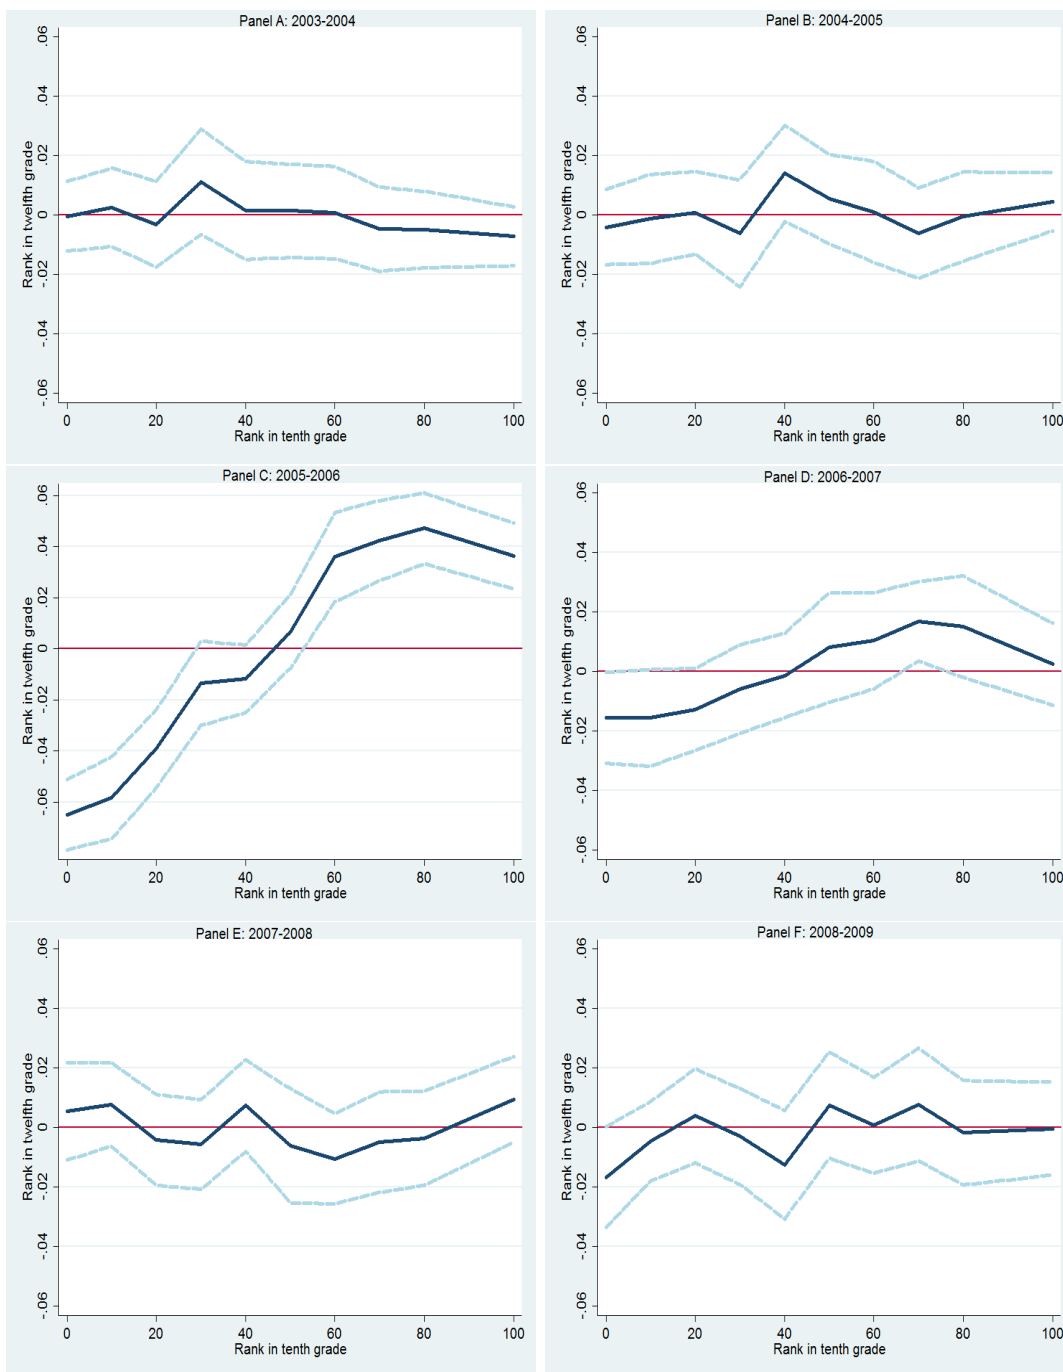 Panel A: 2003-2004
Rank in twelfth grade
.06
.04
.02
0
-.02
-.04
-.06
0 20 40 60 80 100
Rank in tenth grade
Panel B: 2004-2005
Rank in twelfth grade
.06
.04
.02
0
-.02
-.04
-.06
0 20 40 60 80 100
Rank in tenth grade
Panel C: 2005-2006
Rank in twelfth grade
.06
.04
.02
0
-.02
-.04
-.06
0 20 40 60 80 100
Rank in tenth grade
Panel D: 2006-2007
Rank in twelfth grade
.06
.04
.02
0
-.02
-.04
-.06
0 20 40 60 80 100
Rank in tenth grade
Panel E: 2007-2008
Rank in twelfth grade
.06
.04
.02
0
-.02
-.04
-.06
0 20 40 60 80 100
Rank in tenth grade
Panel F: 2008-2009
Rank in twelfth grade
.06
.04
.02
0
-.02
-.04
-.06
0 20 40 60 80 100
Rank in tenth grade